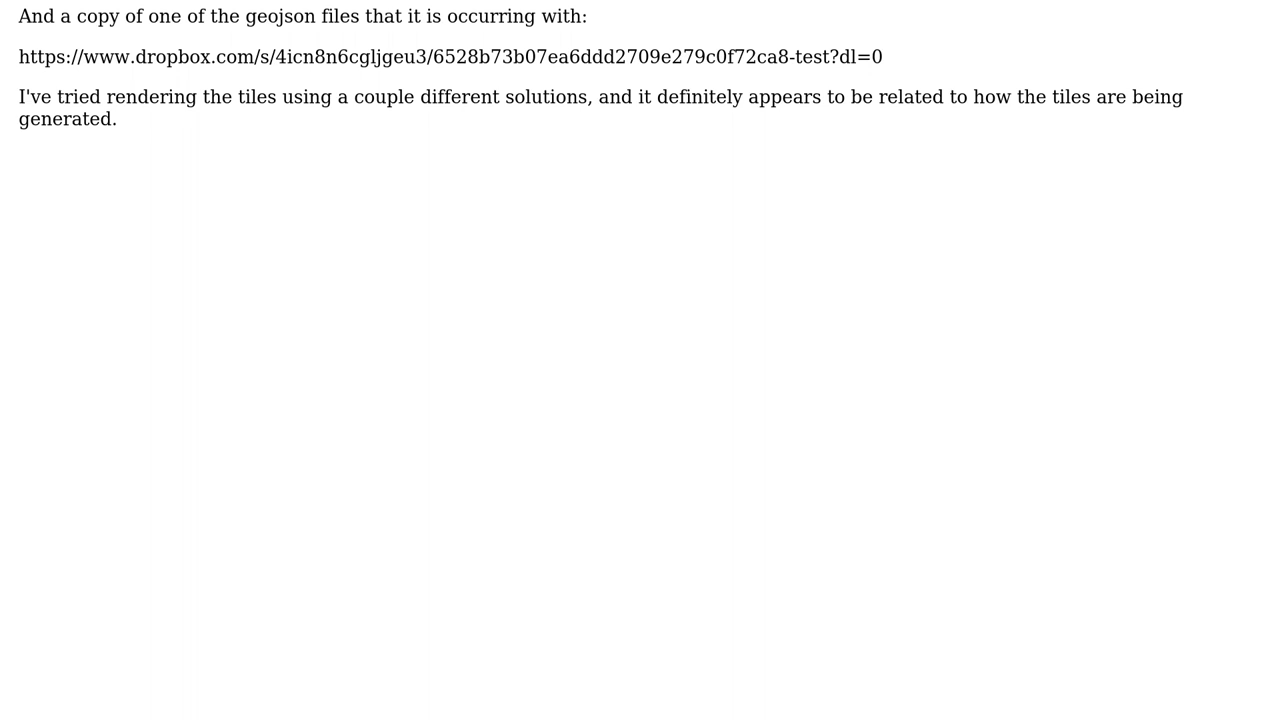 And a copy of one of the geojson files that it is occurring with:
https://www.dropbox.com/s/4icn8n6cgljgeu3/6528b73b07ea6ddd2709e279c0f72ca8-test?dl=0
I've tried rendering the tiles using a couple different solutions, and it definitely appears to be related to how the tiles are being
generated.